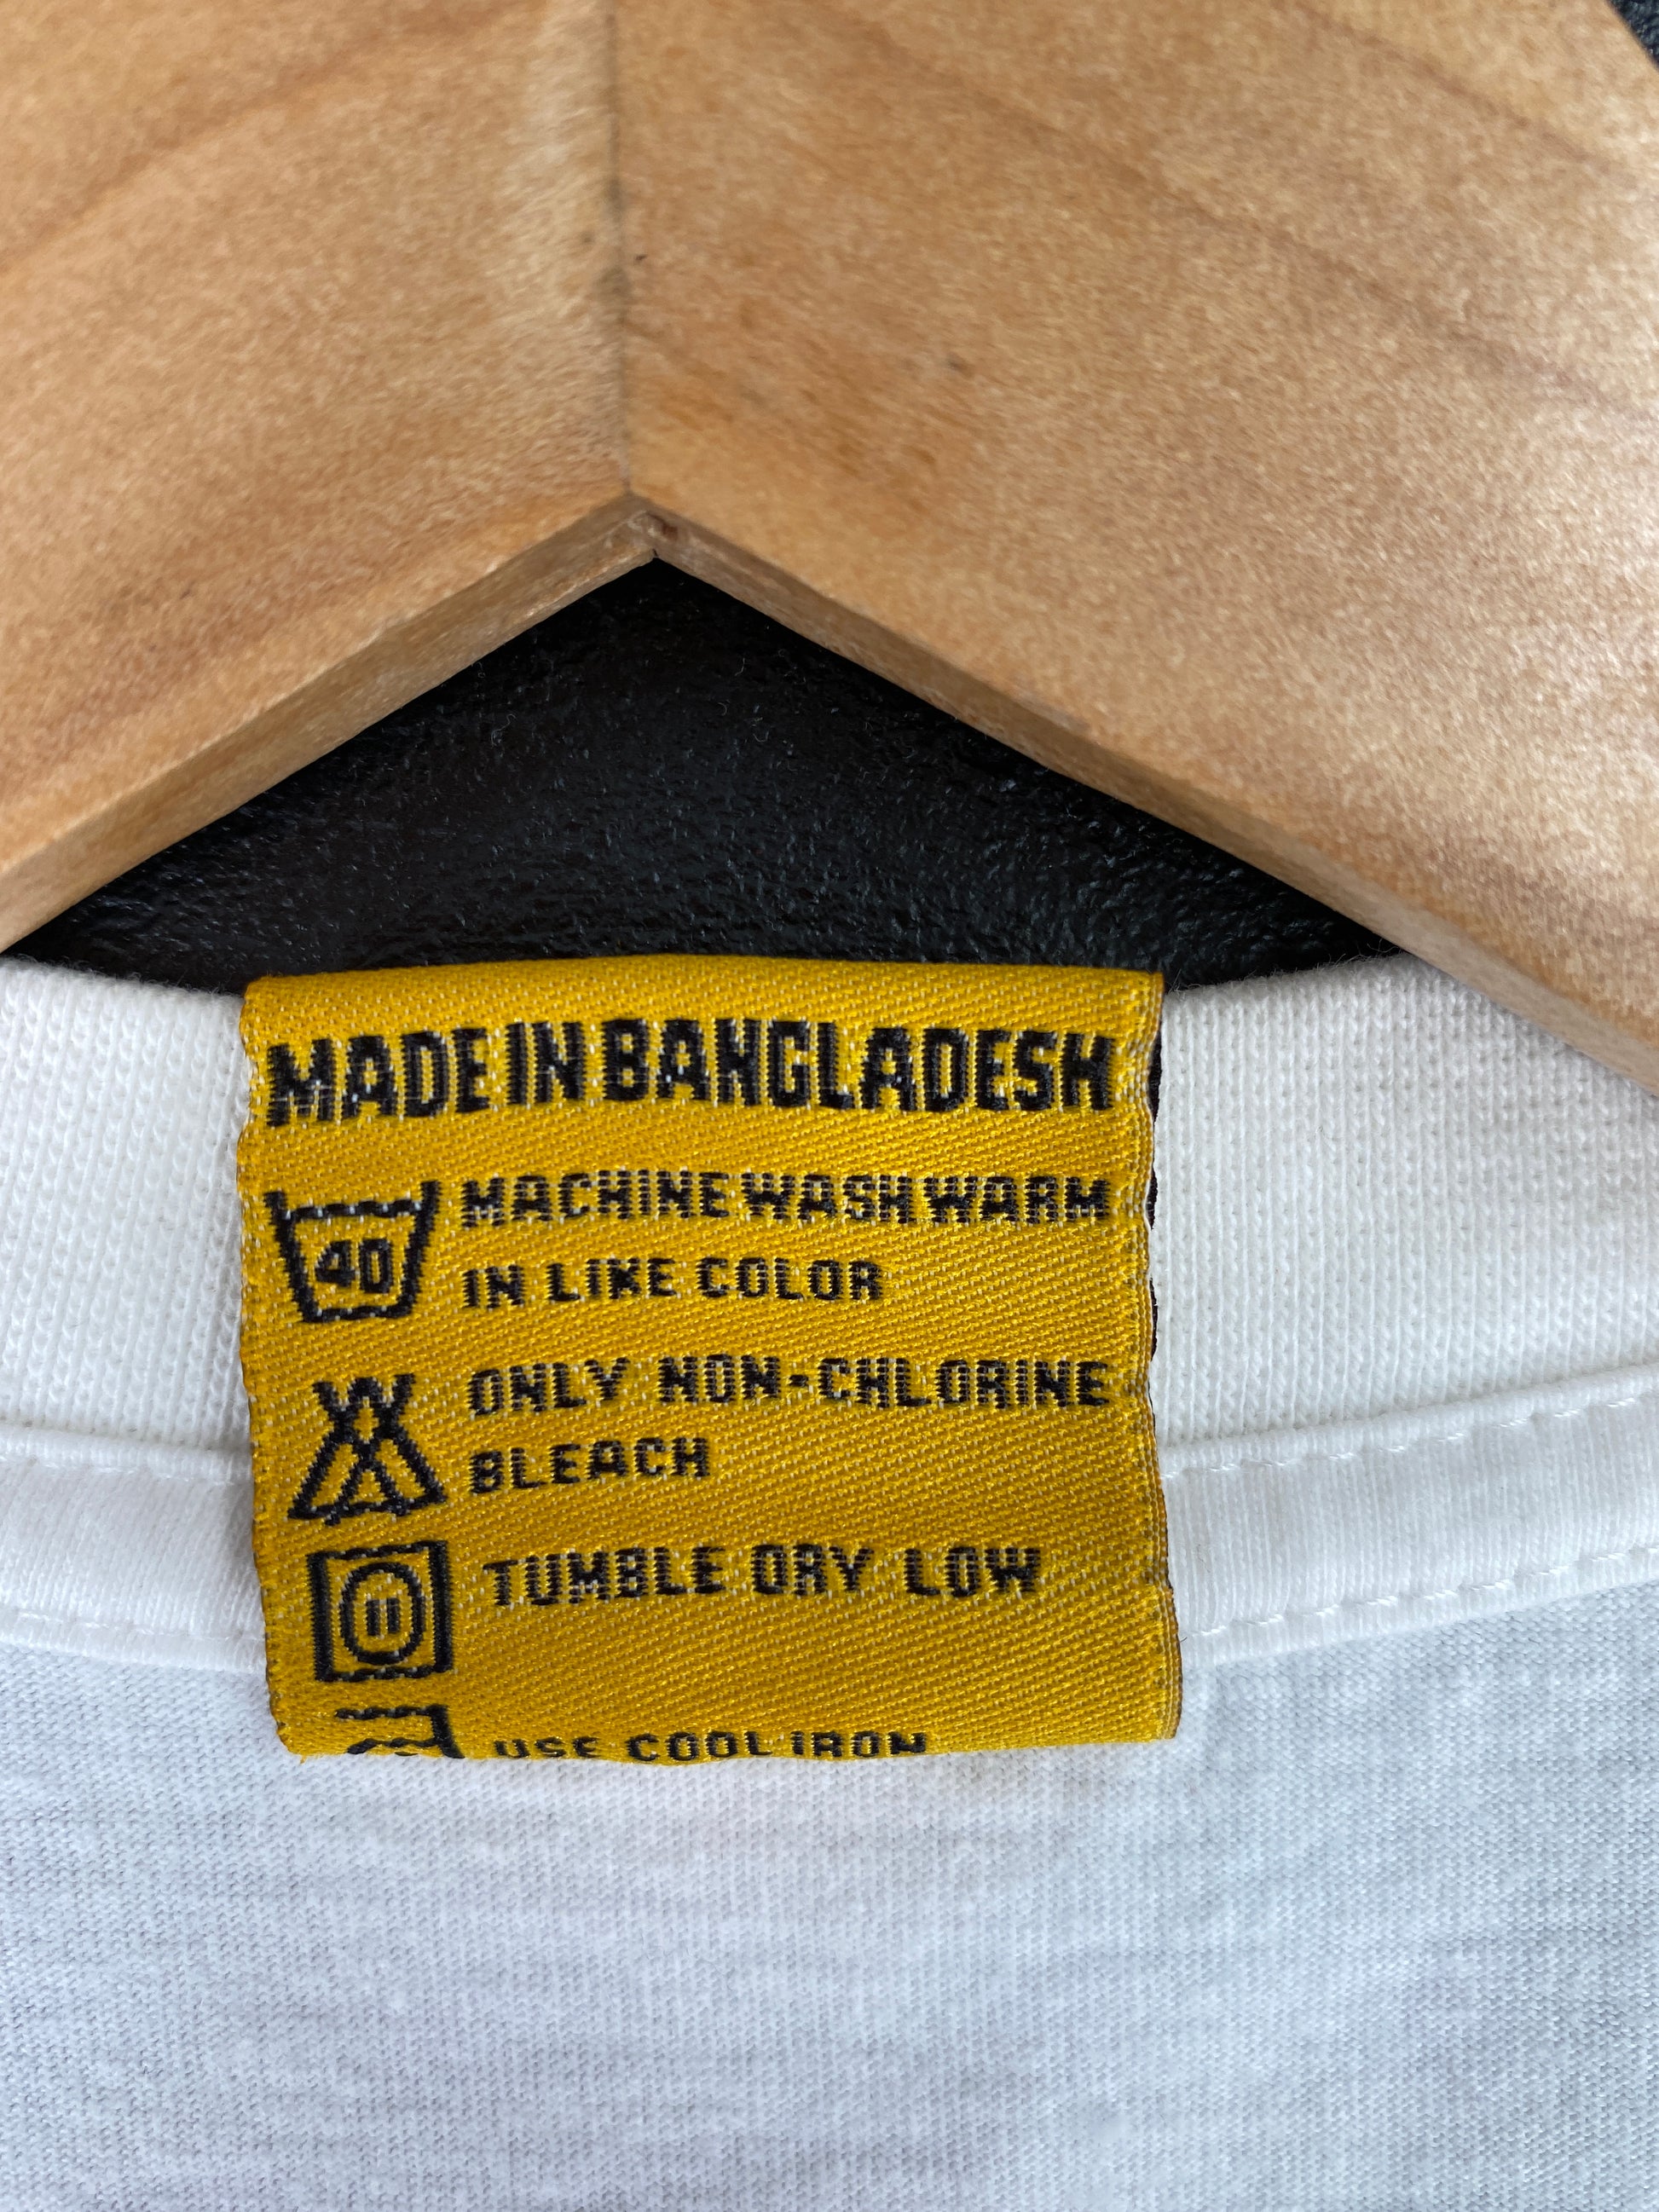 MADE IN BANGLADESH
40
MACHINE WASH WARM
IN LIKE COLOR
ONLY NON-CHLORINE
BLEACH
TUMBLE DRY LOW
USE COOL IRON